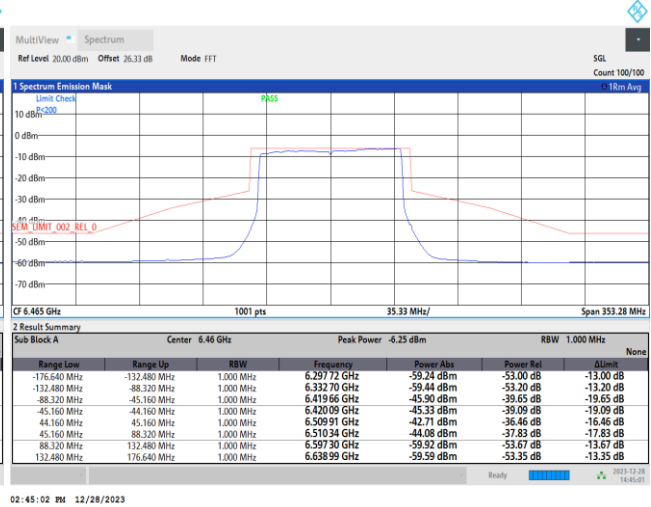 MultiView Spectrum
Ref Level 20.00 dBm Offset 26.33 dB Mode FFT SGL
Count 100/100
1 Spectrum Emission Mask 1Rm Avg
Limit Check PASS
P<200
10 dBm
0 dBm
-10 dBm
-20 dBm
-30 dBm
-40 dBm
SEM_LIMIT_002_REL_0
-50 dBm
-60 dBm
-70 dBm
CF 6.465 GHz 1001 pts 35.33 MHz/ Span 353.28 MHz
2 Result Summary
Sub Block A Center 6.46 GHz Peak Power -6.25 dBm RBW 1.000 MHz
None
Range Low Range Up RBW Frequency Power Abs Power Rel ΔLimit
-176.640 MHz -132.480 MHz 1.000 MHz 6.297 72 GHz -59.24 dBm -53.00 dB -13.00 dB
-132.480 MHz -88.320 MHz 1.000 MHz 6.332 70 GHz -59.44 dBm -53.20 dB -13.20 dB
-88.320 MHz -45.160 MHz 1.000 MHz 6.419 66 GHz -45.90 dBm -39.65 dB -19.65 dB
-45.160 MHz -44.160 MHz 1.000 MHz 6.420 09 GHz -45.33 dBm -39.09 dB -19.09 dB
44.160 MHz 45.160 MHz 1.000 MHz 6.509 91 GHz -42.71 dBm -36.46 dB -16.46 dB
45.160 MHz 88.320 MHz 1.000 MHz 6.510 34 GHz -44.08 dBm -37.83 dB -17.83 dB
88.320 MHz 132.480 MHz 1.000 MHz 6.597 30 GHz -59.92 dBm -53.67 dB -13.67 dB
132.480 MHz 176.640 MHz 1.000 MHz 6.638 99 GHz -59.59 dBm -53.35 dB -13.35 dB
Ready 2023-12-28
14:45:01
02:45:02 PM 12/28/2023